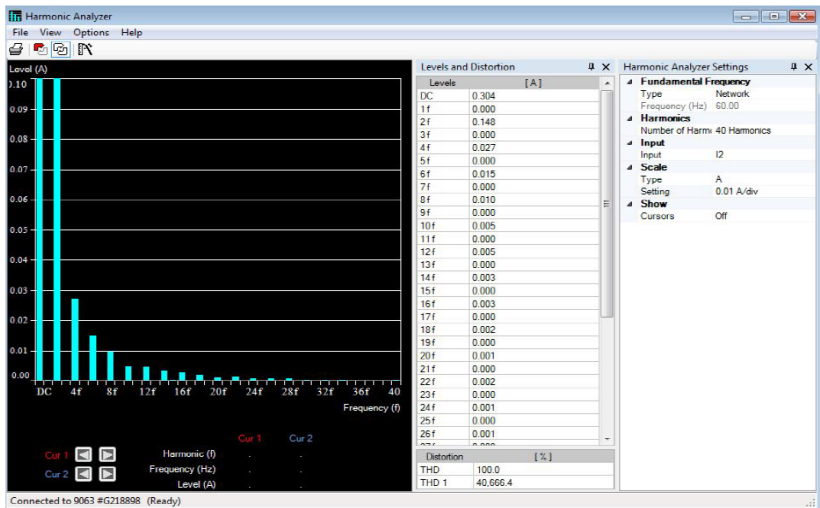 Harmonic Analyzer
File View Options Help
Level (A)
0.10
0.09
0.08
0.07
0.06
0.05
0.04
0.03
0.02
0.01
0.00
DC 4f 8f 12f 16f 20f 24f 28f 32f 36f 40
Frequency (f)
Cur 1 Cur 2
Cur 1 Harmonic (f) . .
Cur 2 Frequency (Hz) . .
Level (A) . .
Levels and Distortion
Levels [ A ]
DC 0.304
1f 0.000
2f 0.148
3f 0.000
4f 0.027
5f 0.000
6f 0.015
7f 0.000
8f 0.010
9f 0.000
10f 0.005
11f 0.000
12f 0.005
13f 0.000
14f 0.003
15f 0.000
16f 0.003
17f 0.000
18f 0.002
19f 0.000
20f 0.001
21f 0.000
22f 0.002
23f 0.000
24f 0.001
25f 0.000
26f 0.001
Distortion [ % ]
THD 100.0
THD 1 40,666.4
Harmonic Analyzer Settings
Fundamental Frequency
Type Network
Frequency (Hz) 60.00
Harmonics
Number of Harm 40 Harmonics
Input
Input I2
Scale
Type A
Setting 0.01 A/div
Show
Cursors Off
Connected to 9063 #G218898 (Ready)